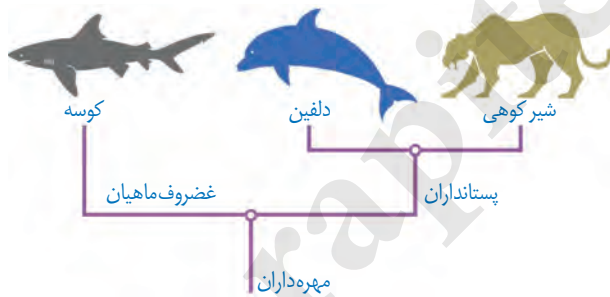 شیر کوهی
دلفین
کوسه
پستانداران
غضروف‌ماهیان
مهره‌داران